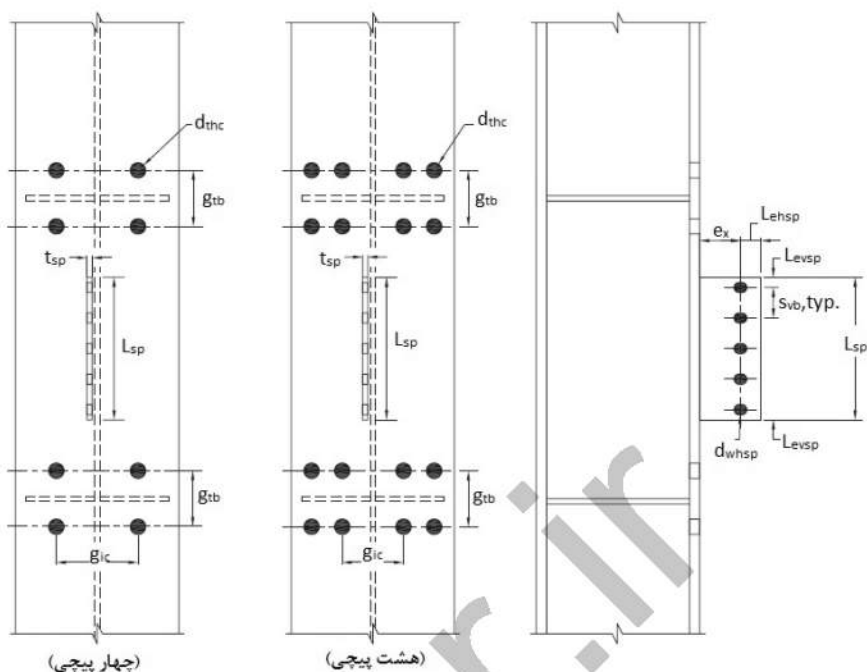 dthc
dthc
gtb
gtb
Lehsp
ex
Levsp
tsp
tsp
svb,typ.
Lsp
Lsp
Lsp
dwhsp
Levsp
gtb
gtb
gic
gic
(چهار پیچی)
(هشت پیچی)
r.ir